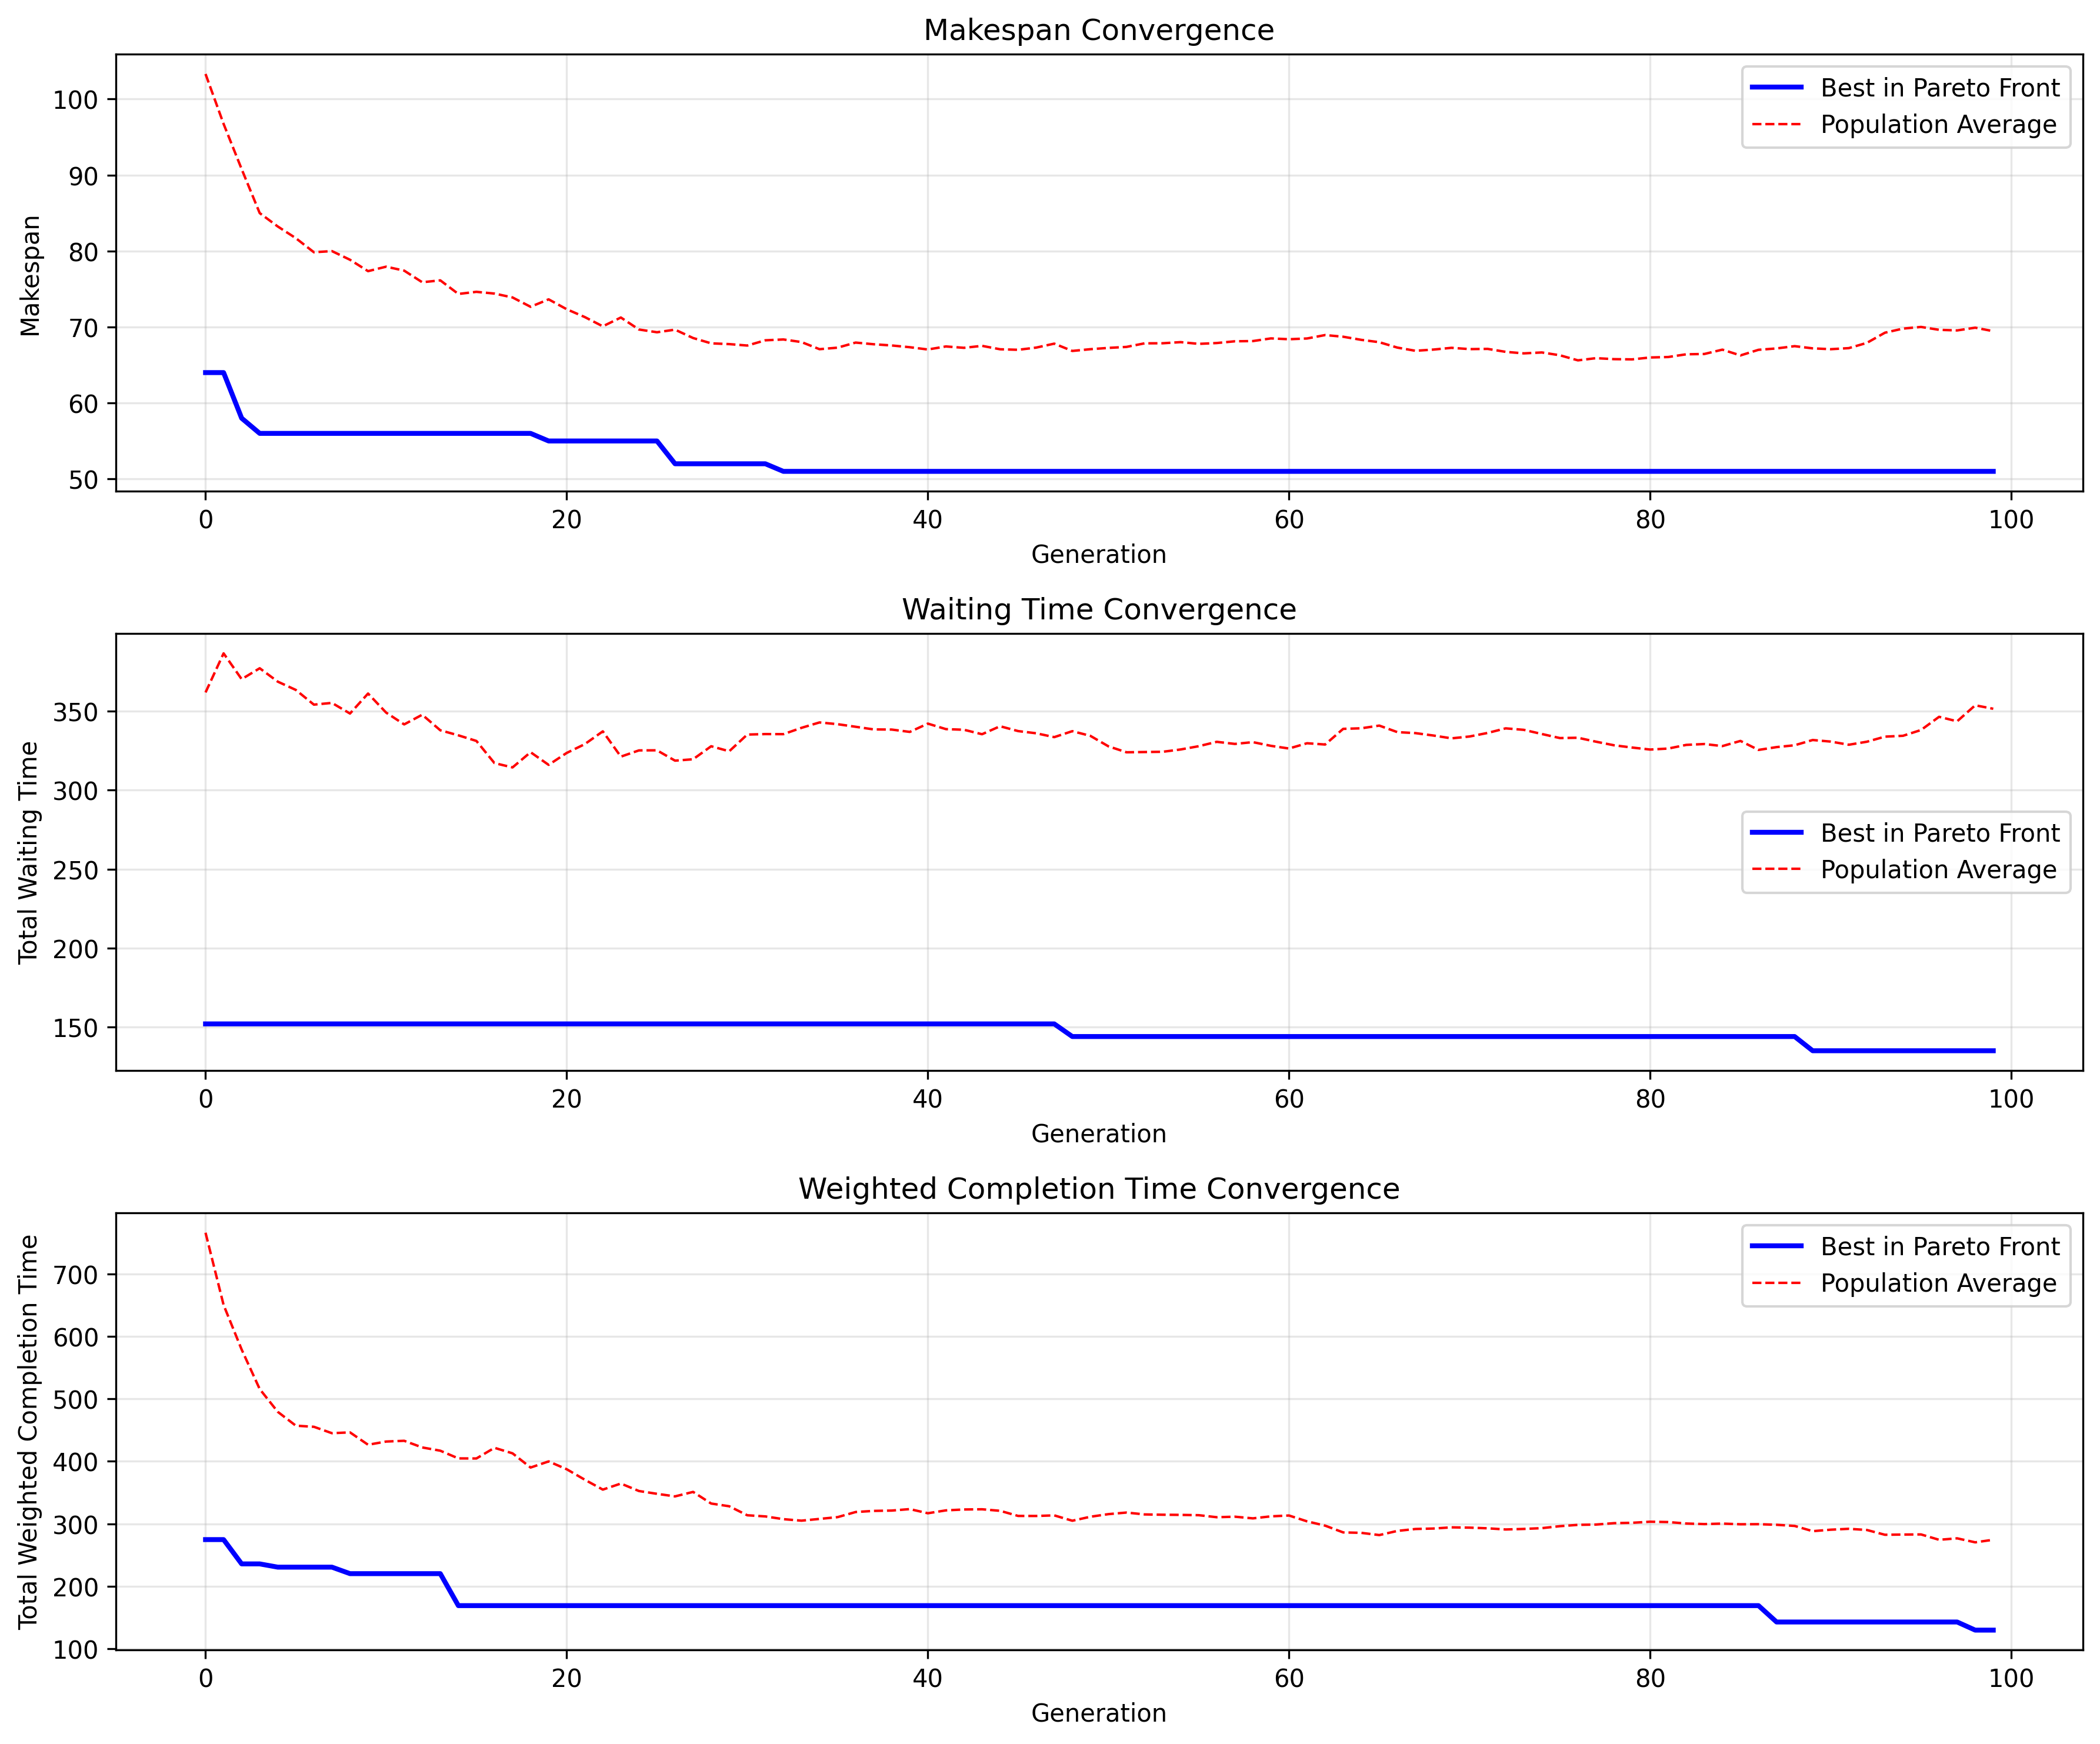 Makespan Convergence
Best in Pareto Front
Population Average
Makespan
100
90
80
70
60
50
0 20 40 60 80 100
Generation
Waiting Time Convergence
Best in Pareto Front
Population Average
Total Waiting Time
350
300
250
200
150
0 20 40 60 80 100
Generation
Weighted Completion Time Convergence
Best in Pareto Front
Population Average
Total Weighted Completion Time
700
600
500
400
300
200
100
0 20 40 60 80 100
Generation